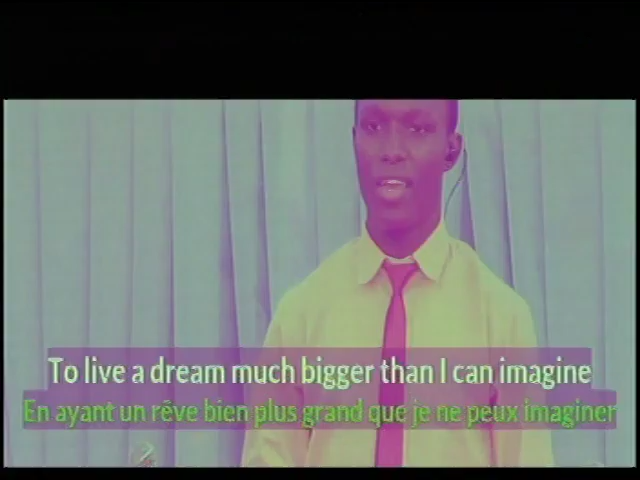 To live a dream much bigger than I can imagine
En ayant un rêve bien plus grand que je ne peux imaginer